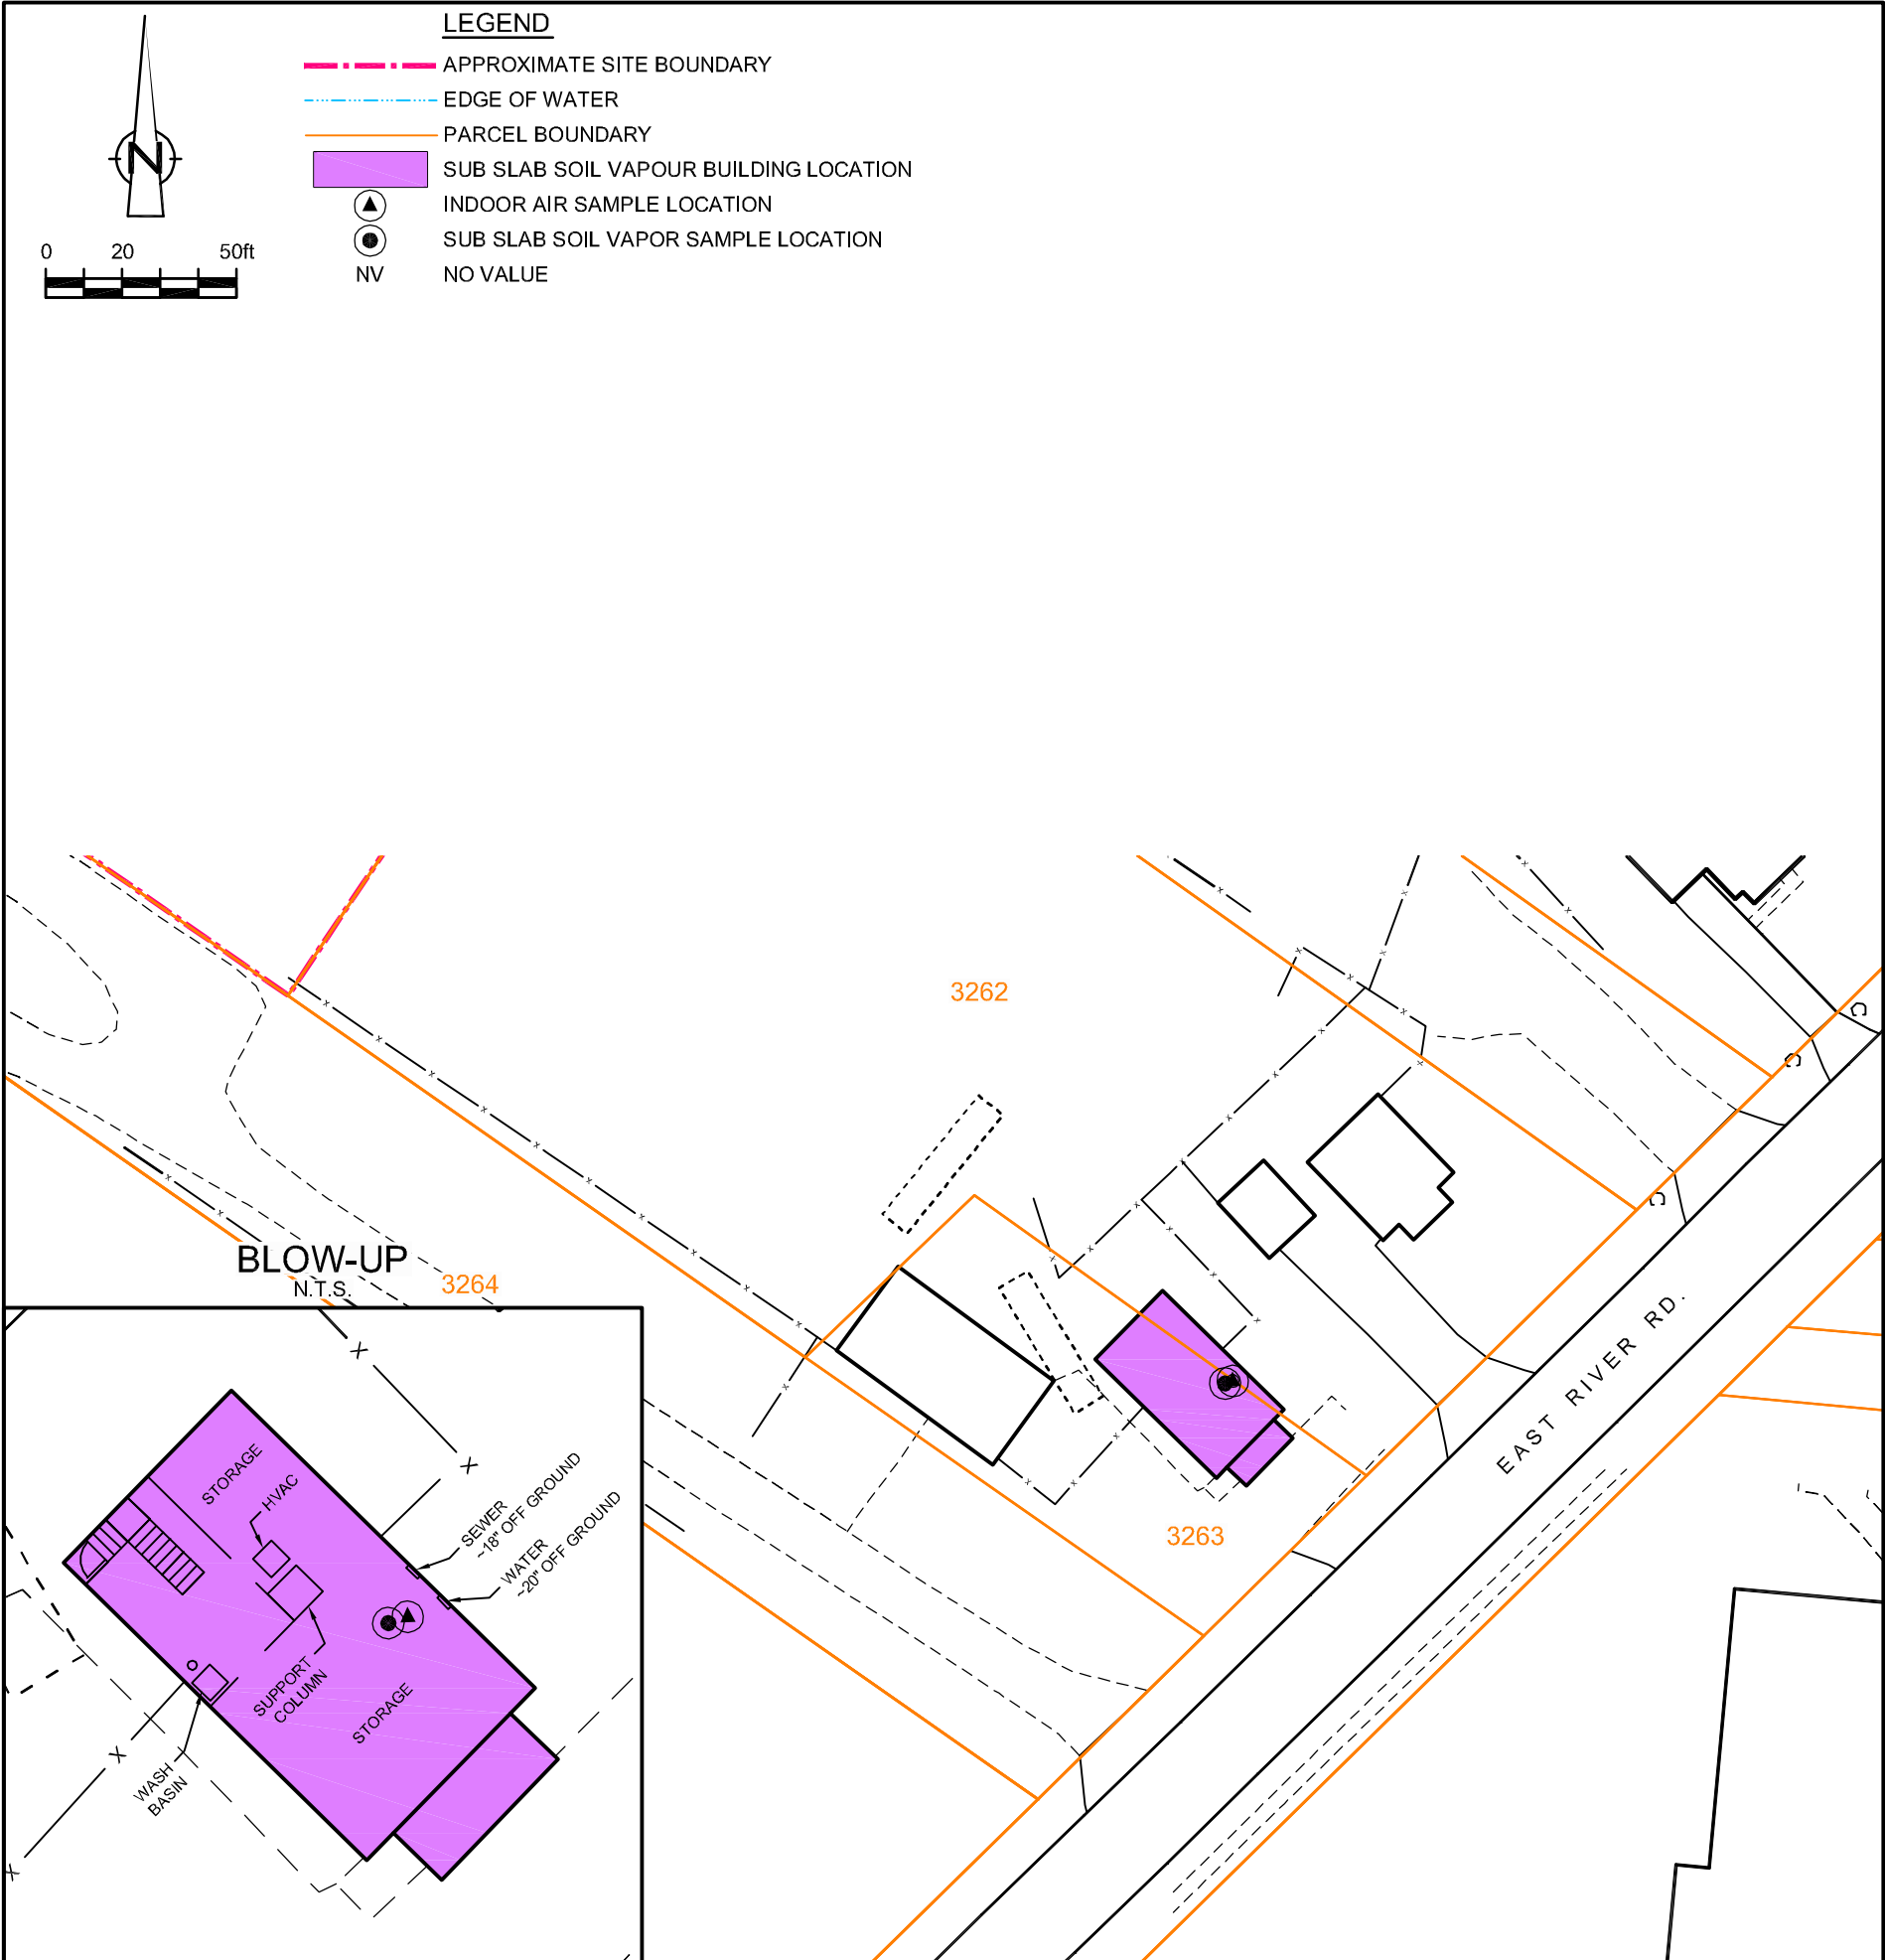 LEGEND
APPROXIMATE SITE BOUNDARY
EDGE OF WATER
PARCEL BOUNDARY
SUB SLAB SOIL VAPOUR BUILDING LOCATION
INDOOR AIR SAMPLE LOCATION
SUB SLAB SOIL VAPOR SAMPLE LOCATION
NV NO VALUE
N
0 20 50ft
3262
3264
3263
EAST RIVER RD.
BLOW-UP
N.T.S.
STORAGE
HVAC
SEWER
~18" OFF GROUND
WATER
~20" OFF GROUND
SUPPORT
COLUMN
STORAGE
WASH
BASIN